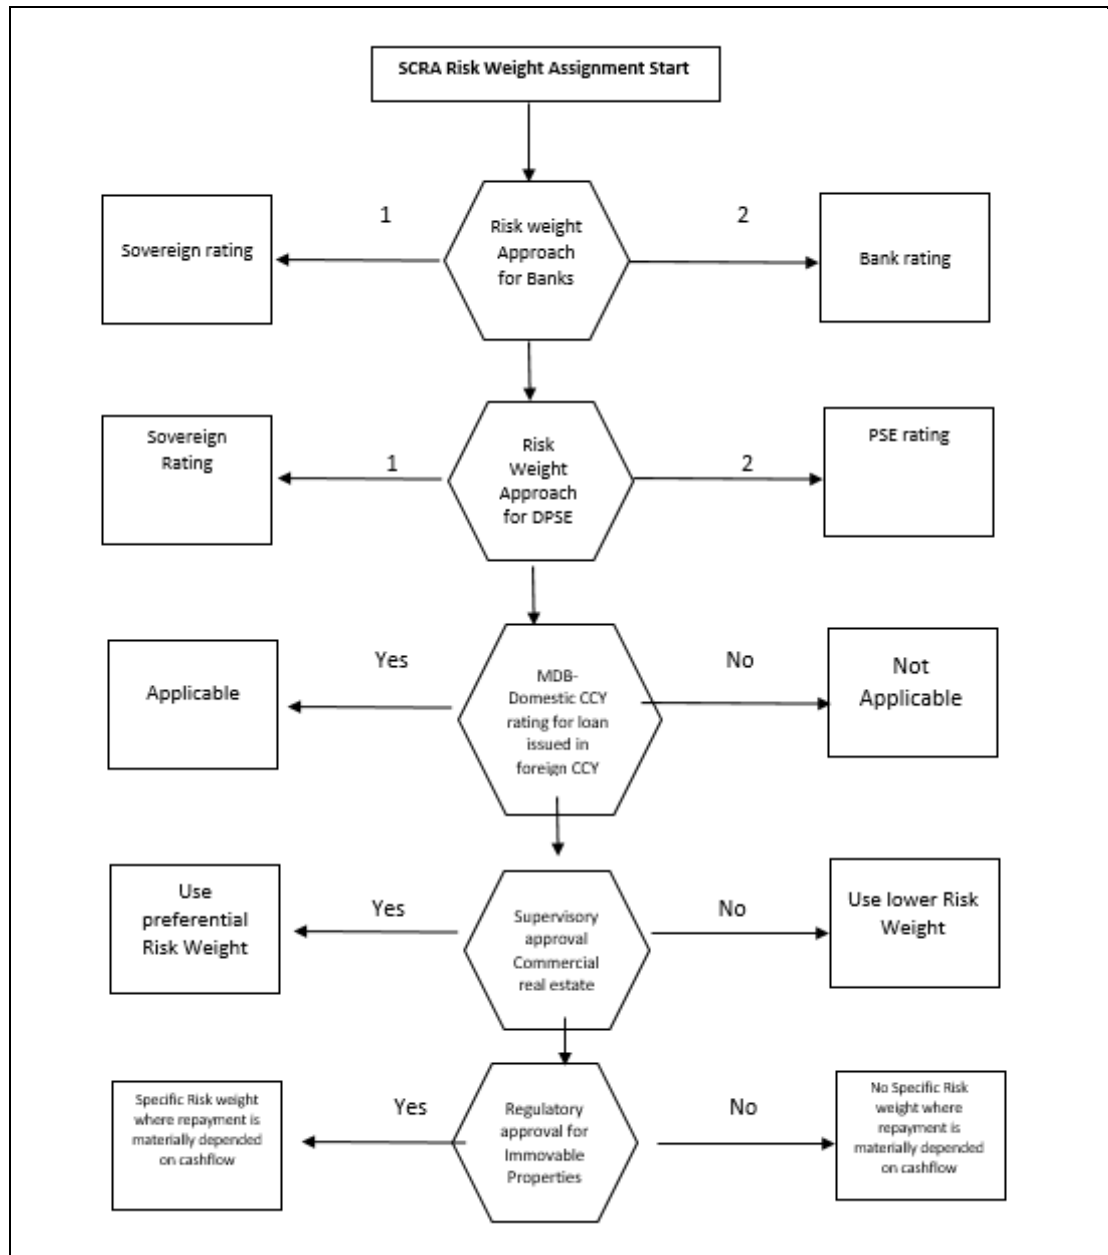 SCRA Risk Weight Assignment Start
1
2
Sovereign rating
Risk weight
Approach
for Banks
Bank rating
Sovereign
Rating
1
Risk
Weight
Approach
for DPSE
2
PSE rating
Applicable
Yes
MDB-
Domestic CCY
rating for loan
issued in
foreign CCY
No
Not
Applicable
Use
preferential
Risk Weight
Yes
Supervisory
approval
Commercial
real estate
No
Use lower Risk
Weight
Specific Risk weight
where repayment is
materially depended
on cashflow
Yes
Regulatory
approval for
Immovable
Properties
No
No Specific Risk
weight where
repayment is
materially depended
on cashflow